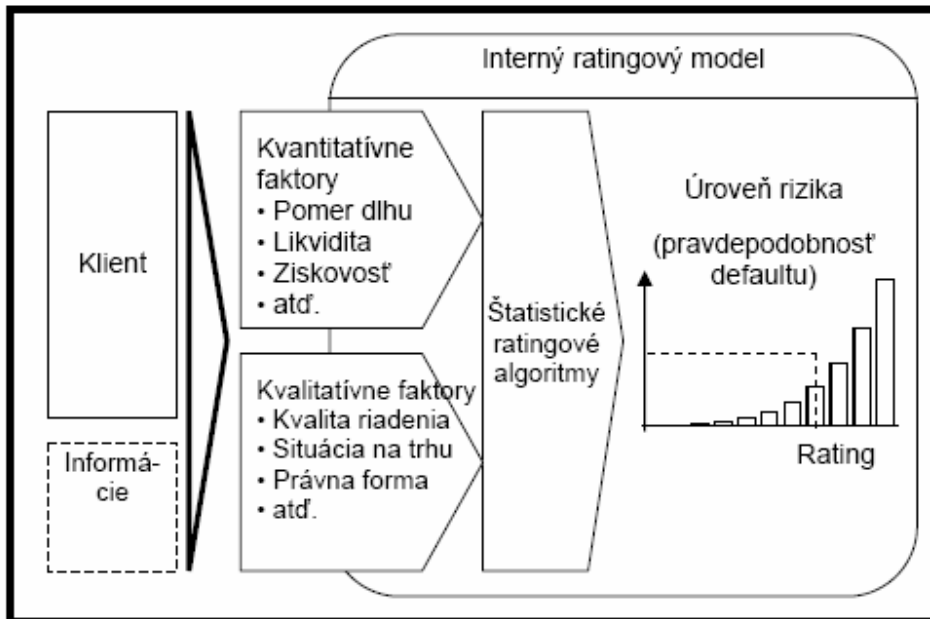 Interný ratingový model
Klient
Informá-
cie
Kvantitatívne
faktory
• Pomer dlhu
• Likvidita
• Ziskovosť
• atď.
Kvalitatívne faktory
• Kvalita riadenia
• Situácia na trhu
• Právna forma
• atď.
Štatistické
ratingové
algoritmy
Úroveň rizika
(pravdepodobnosť
defaultu)
Rating